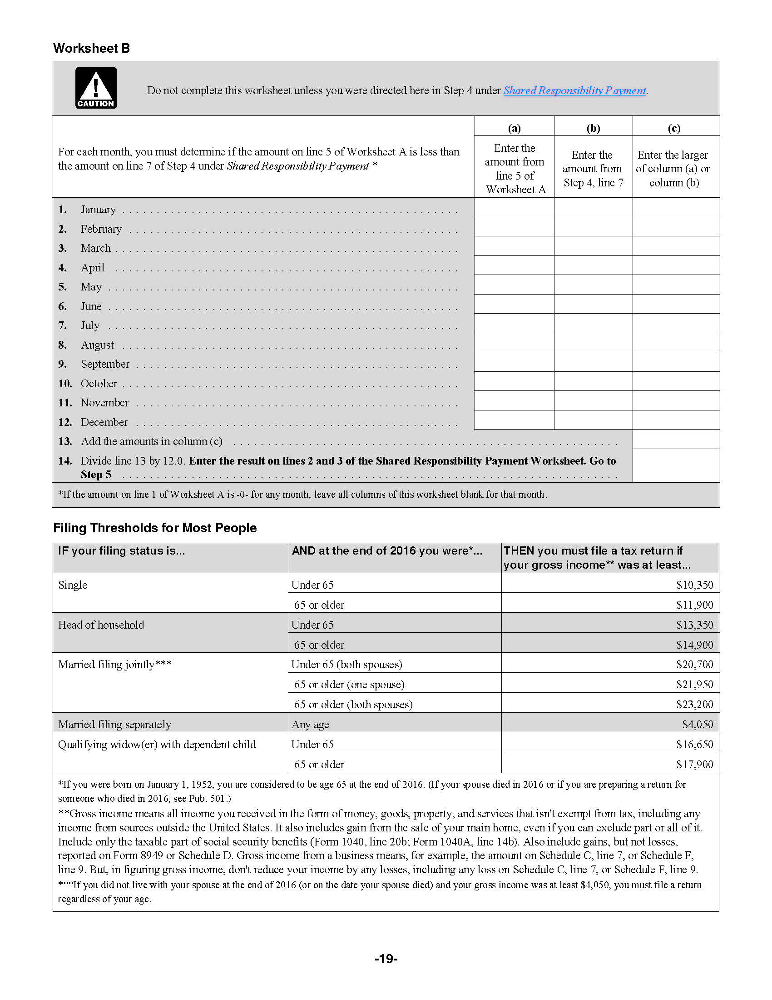 Worksheet B
CAUTION
Do not complete this worksheet unless you were directed here in Step 4 under Shared Responsibility Payment.
For each month, you must determine if the amount on line 5 of Worksheet A is less than
the amount on line 7 of Step 4 under Shared Responsibility Payment *
(a)
Enter the
amount from
line 5 of
Worksheet A
(b)
Enter the
amount from
Step 4, line 7
(c)
Enter the larger
of column (a) or
column (b)
1. January . . . . . . . . . . . . . . . . . . . . . . . . . . . . . . . . . . . . . . . . . . . . . . . . .
2. February . . . . . . . . . . . . . . . . . . . . . . . . . . . . . . . . . . . . . . . . . . . . . . . .
3. March . . . . . . . . . . . . . . . . . . . . . . . . . . . . . . . . . . . . . . . . . . . . . . . . . .
4. April . . . . . . . . . . . . . . . . . . . . . . . . . . . . . . . . . . . . . . . . . . . . . . . . . .
5. May . . . . . . . . . . . . . . . . . . . . . . . . . . . . . . . . . . . . . . . . . . . . . . . . . . .
6. June . . . . . . . . . . . . . . . . . . . . . . . . . . . . . . . . . . . . . . . . . . . . . . . . . . .
7. July . . . . . . . . . . . . . . . . . . . . . . . . . . . . . . . . . . . . . . . . . . . . . . . . . . .
8. August . . . . . . . . . . . . . . . . . . . . . . . . . . . . . . . . . . . . . . . . . . . . . . . . .
9. September . . . . . . . . . . . . . . . . . . . . . . . . . . . . . . . . . . . . . . . . . . . . . . .
10. October . . . . . . . . . . . . . . . . . . . . . . . . . . . . . . . . . . . . . . . . . . . . . . . . .
11. November . . . . . . . . . . . . . . . . . . . . . . . . . . . . . . . . . . . . . . . . . . . . . . .
12. December . . . . . . . . . . . . . . . . . . . . . . . . . . . . . . . . . . . . . . . . . . . . . . .
13. Add the amounts in column (c) . . . . . . . . . . . . . . . . . . . . . . . . . . . . . . . . . . . . . . . . . . . . . . . . . . . . . . . .
14. Divide line 13 by 12.0. Enter the result on lines 2 and 3 of the Shared Responsibility Payment Worksheet. Go to
Step 5 . . . . . . . . . . . . . . . . . . . . . . . . . . . . . . . . . . . . . . . . . . . . . . . . . . . . . . . . . . . . . . . . . . . . . . . .
*If the amount on line 1 of Worksheet A is -0- for any month, leave all columns of this worksheet blank for that month.
Filing Thresholds for Most People
IF your filing status is... AND at the end of 2016 you were*... THEN you must file a tax return if
your gross income** was at least...
Single Under 65 $10,350
65 or older $11,900
Head of household Under 65 $13,350
65 or older $14,900
Married filing jointly*** Under 65 (both spouses) $20,700
65 or older (one spouse) $21,950
65 or older (both spouses) $23,200
Married filing separately Any age $4,050
Qualifying widow(er) with dependent child Under 65 $16,650
65 or older $17,900
*If you were born on January 1, 1952, you are considered to be age 65 at the end of 2016. (If your spouse died in 2016 or if you are preparing a return for
someone who died in 2016, see Pub. 501.)
**Gross income means all income you received in the form of money, goods, property, and services that isn't exempt from tax, including any
income from sources outside the United States. It also includes gain from the sale of your main home, even if you can exclude part or all of it.
Include only the taxable part of social security benefits (Form 1040, line 20b; Form 1040A, line 14b). Also include gains, but not losses,
reported on Form 8949 or Schedule D. Gross income from a business means, for example, the amount on Schedule C, line 7, or Schedule F,
line 9. But, in figuring gross income, don't reduce your income by any losses, including any loss on Schedule C, line 7, or Schedule F, line 9.
***If you did not live with your spouse at the end of 2016 (or on the date your spouse died) and your gross income was at least $4,050, you must file a return
regardless of your age.
-19-